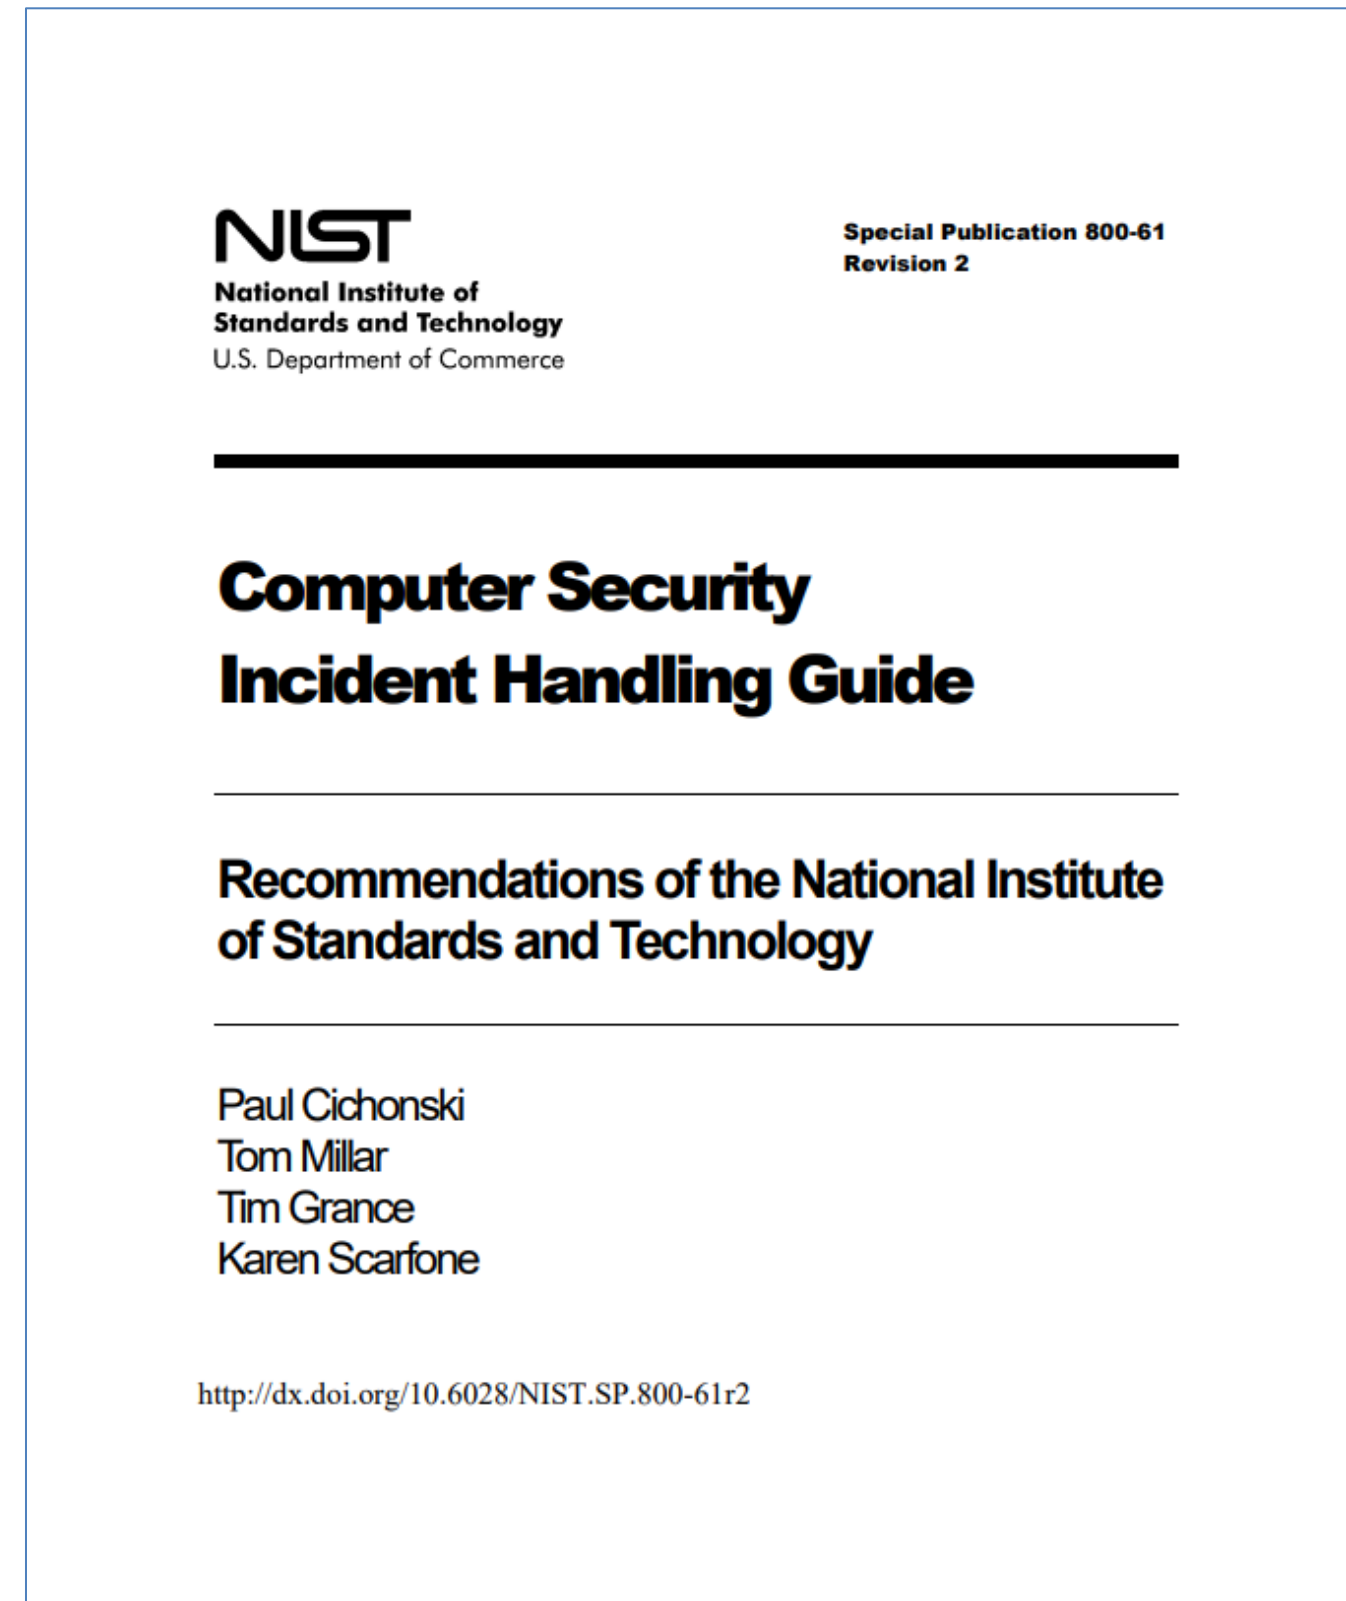 NIST
National Institute of
Standards and Technology
U.S. Department of Commerce
Special Publication 800-61
Revision 2
Computer Security
Incident Handling Guide
Recommendations of the National Institute
of Standards and Technology
Paul Cichonski
Tom Millar
Tim Grance
Karen Scarfone
http://dx.doi.org/10.6028/NIST.SP.800-61r2